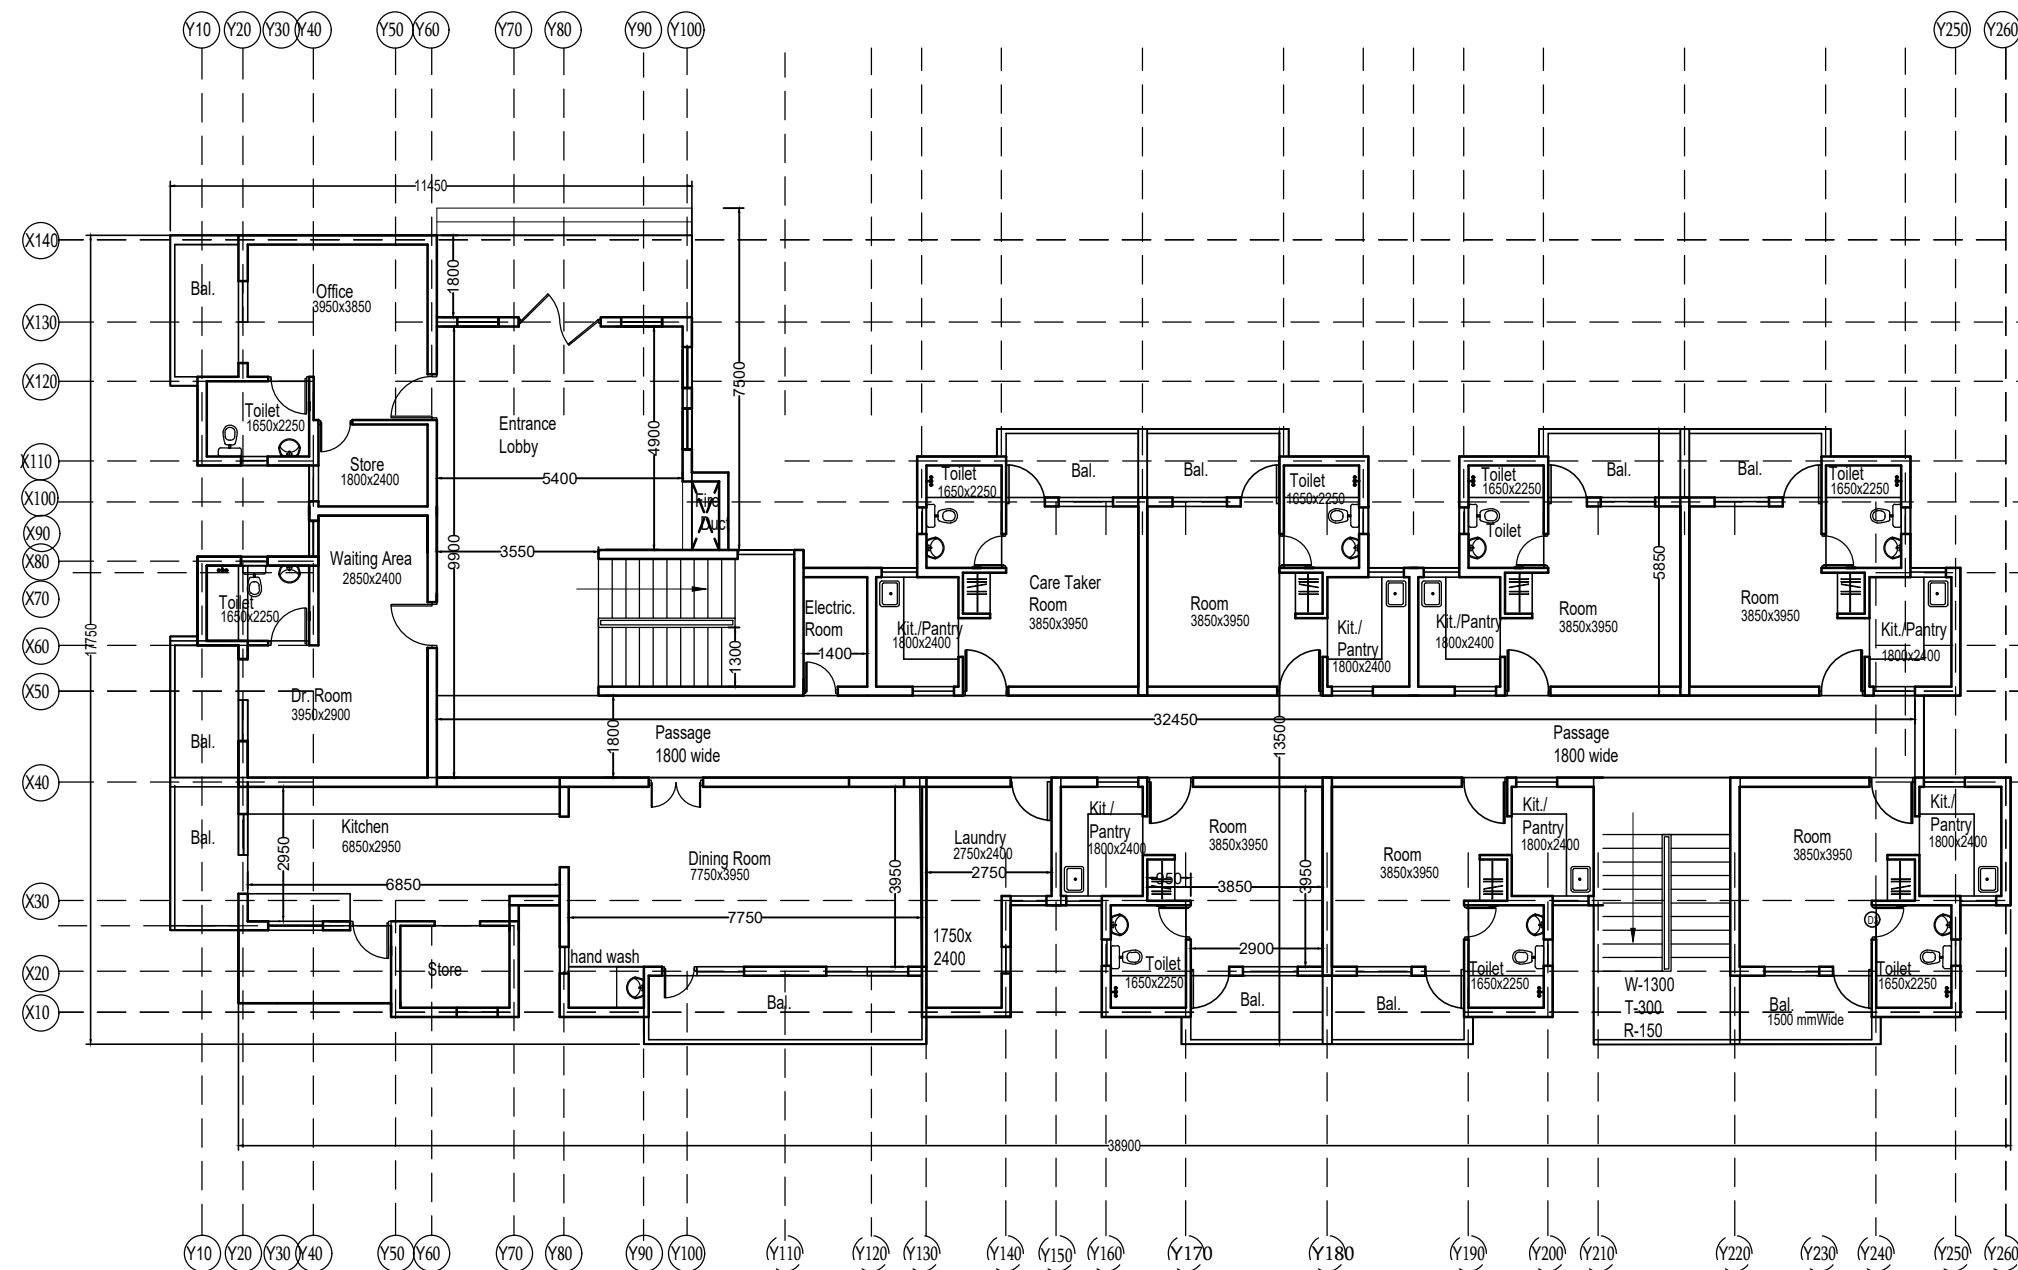 Y10 Y20 Y30 Y40 Y50 Y60 Y70 Y80 Y90 Y100 Y250 Y260
11450
X140
X130
X120
X110
X100
X90
X80
X70
X60
X50
X40
X30
X20
X10
17750
1800
7500
Bal.
Office
3950x3850
Toilet
1650x2250
Store
1800x2400
Entrance
Lobby
4900
5400
9900
3550
Fire
Duct
Waiting Area
2850x2400
Toilet
1650x2250
Dr. Room
3950x2900
Bal.
1300
Electric.
Room
1400
Kit./Pantry
1800x2400
Toilet
1650x2250
Bal.
Care Taker
Room
3850x3950
Bal.
Room
3850x3950
Toilet
1650x2250
Kit./
Pantry
1800x2400
Kit./Pantry
1800x2400
Toilet
1650x2250
Toilet
Bal.
Room
3850x3950
5850
Bal.
Room
3850x3950
Toilet
1650x2250
Kit./Pantry
1800x2400
32450
1800
Passage
1800 wide
13500
Passage
1800 wide
Bal.
Kitchen
6850x2950
2950
6850
Store
Dining Room
7750x3950
3950
7750
hand wash
Bal.
Laundry
2750x2400
2750
1750x
2400
Kit./
Pantry
1800x2400
950
Room
3850x3950
3850
3950
2900
Toilet
1650x2250
Bal.
Room
3850x3950
Bal.
Kit./
Pantry
1800x2400
Toilet
1650x2250
W-1300
T-300
R-150
Room
3850x3950
Bal.
1500 mmWide
Kit./
Pantry
1800x2400
Toilet
1650x2250
38900
Y10 Y20 Y30 Y40 Y50 Y60 Y70 Y80 Y90 Y100 Y110 Y120 Y130 Y140 Y150 Y160 Y170 Y180 Y190 Y200 Y210 Y220 Y230 Y240 Y250 Y260